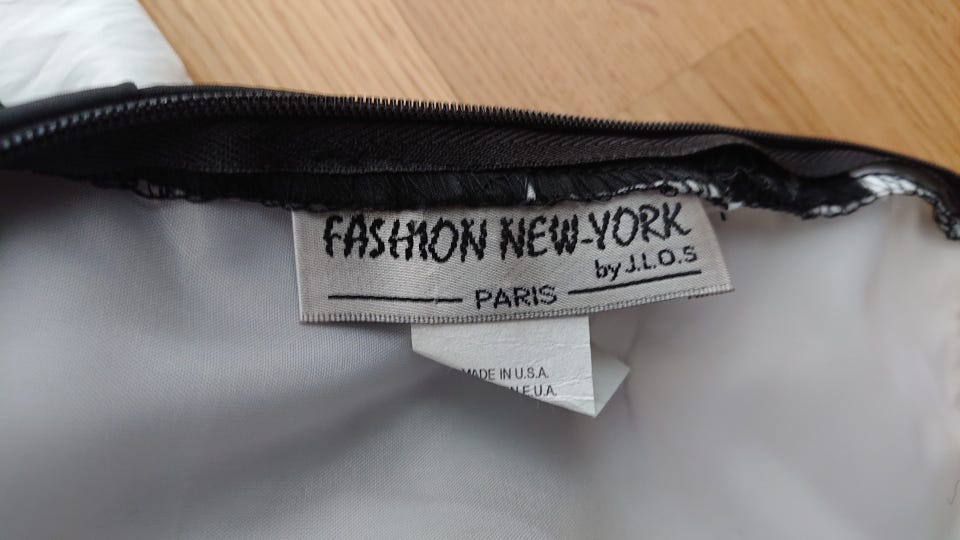 FASHION NEW-YORK
by J.L.O.S
PARIS
MADE IN U.S.A.
E.U.A.